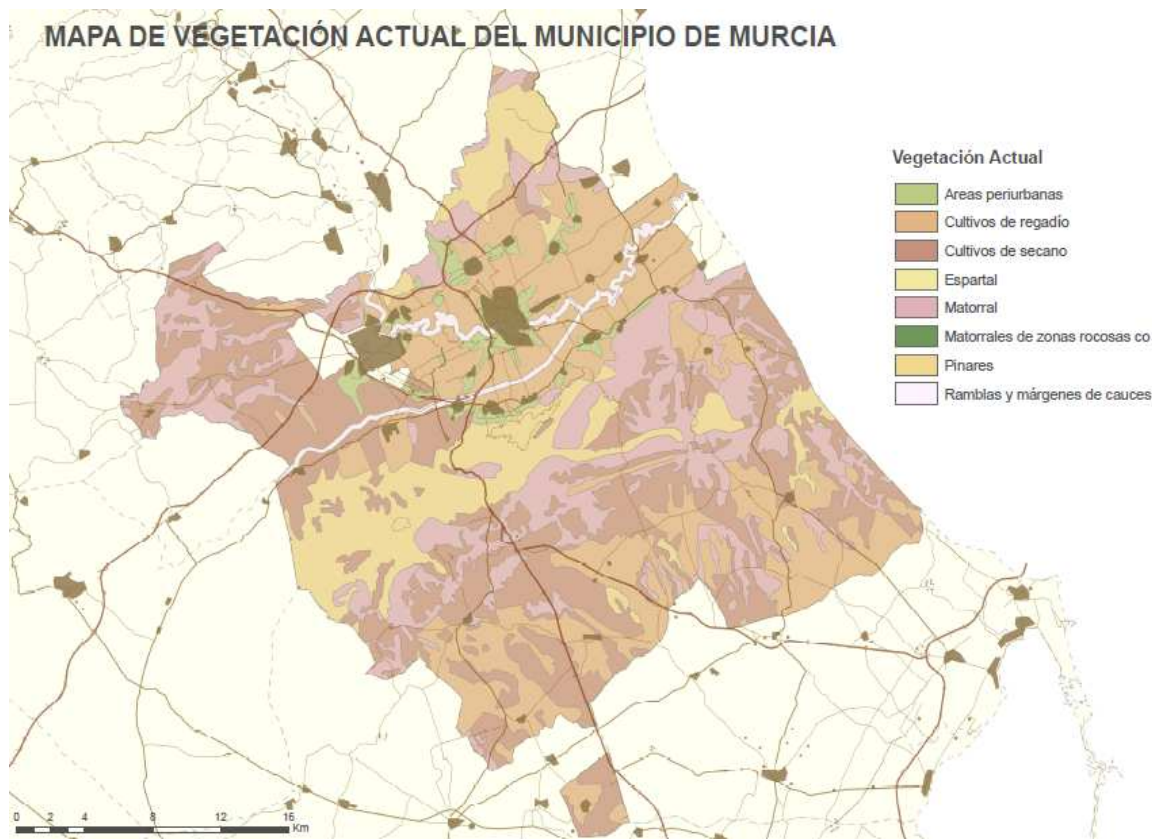 MAPA DE VEGETACIÓN ACTUAL DEL MUNICIPIO DE MURCIA
Vegetación Actual
Areas periurbanas
Cultivos de regadío
Cultivos de secano
Espartal
Matorral
Matorrales de zonas rocosas co
Pinares
Ramblas y márgenes de cauces
0 2 4 8 12 16
Km